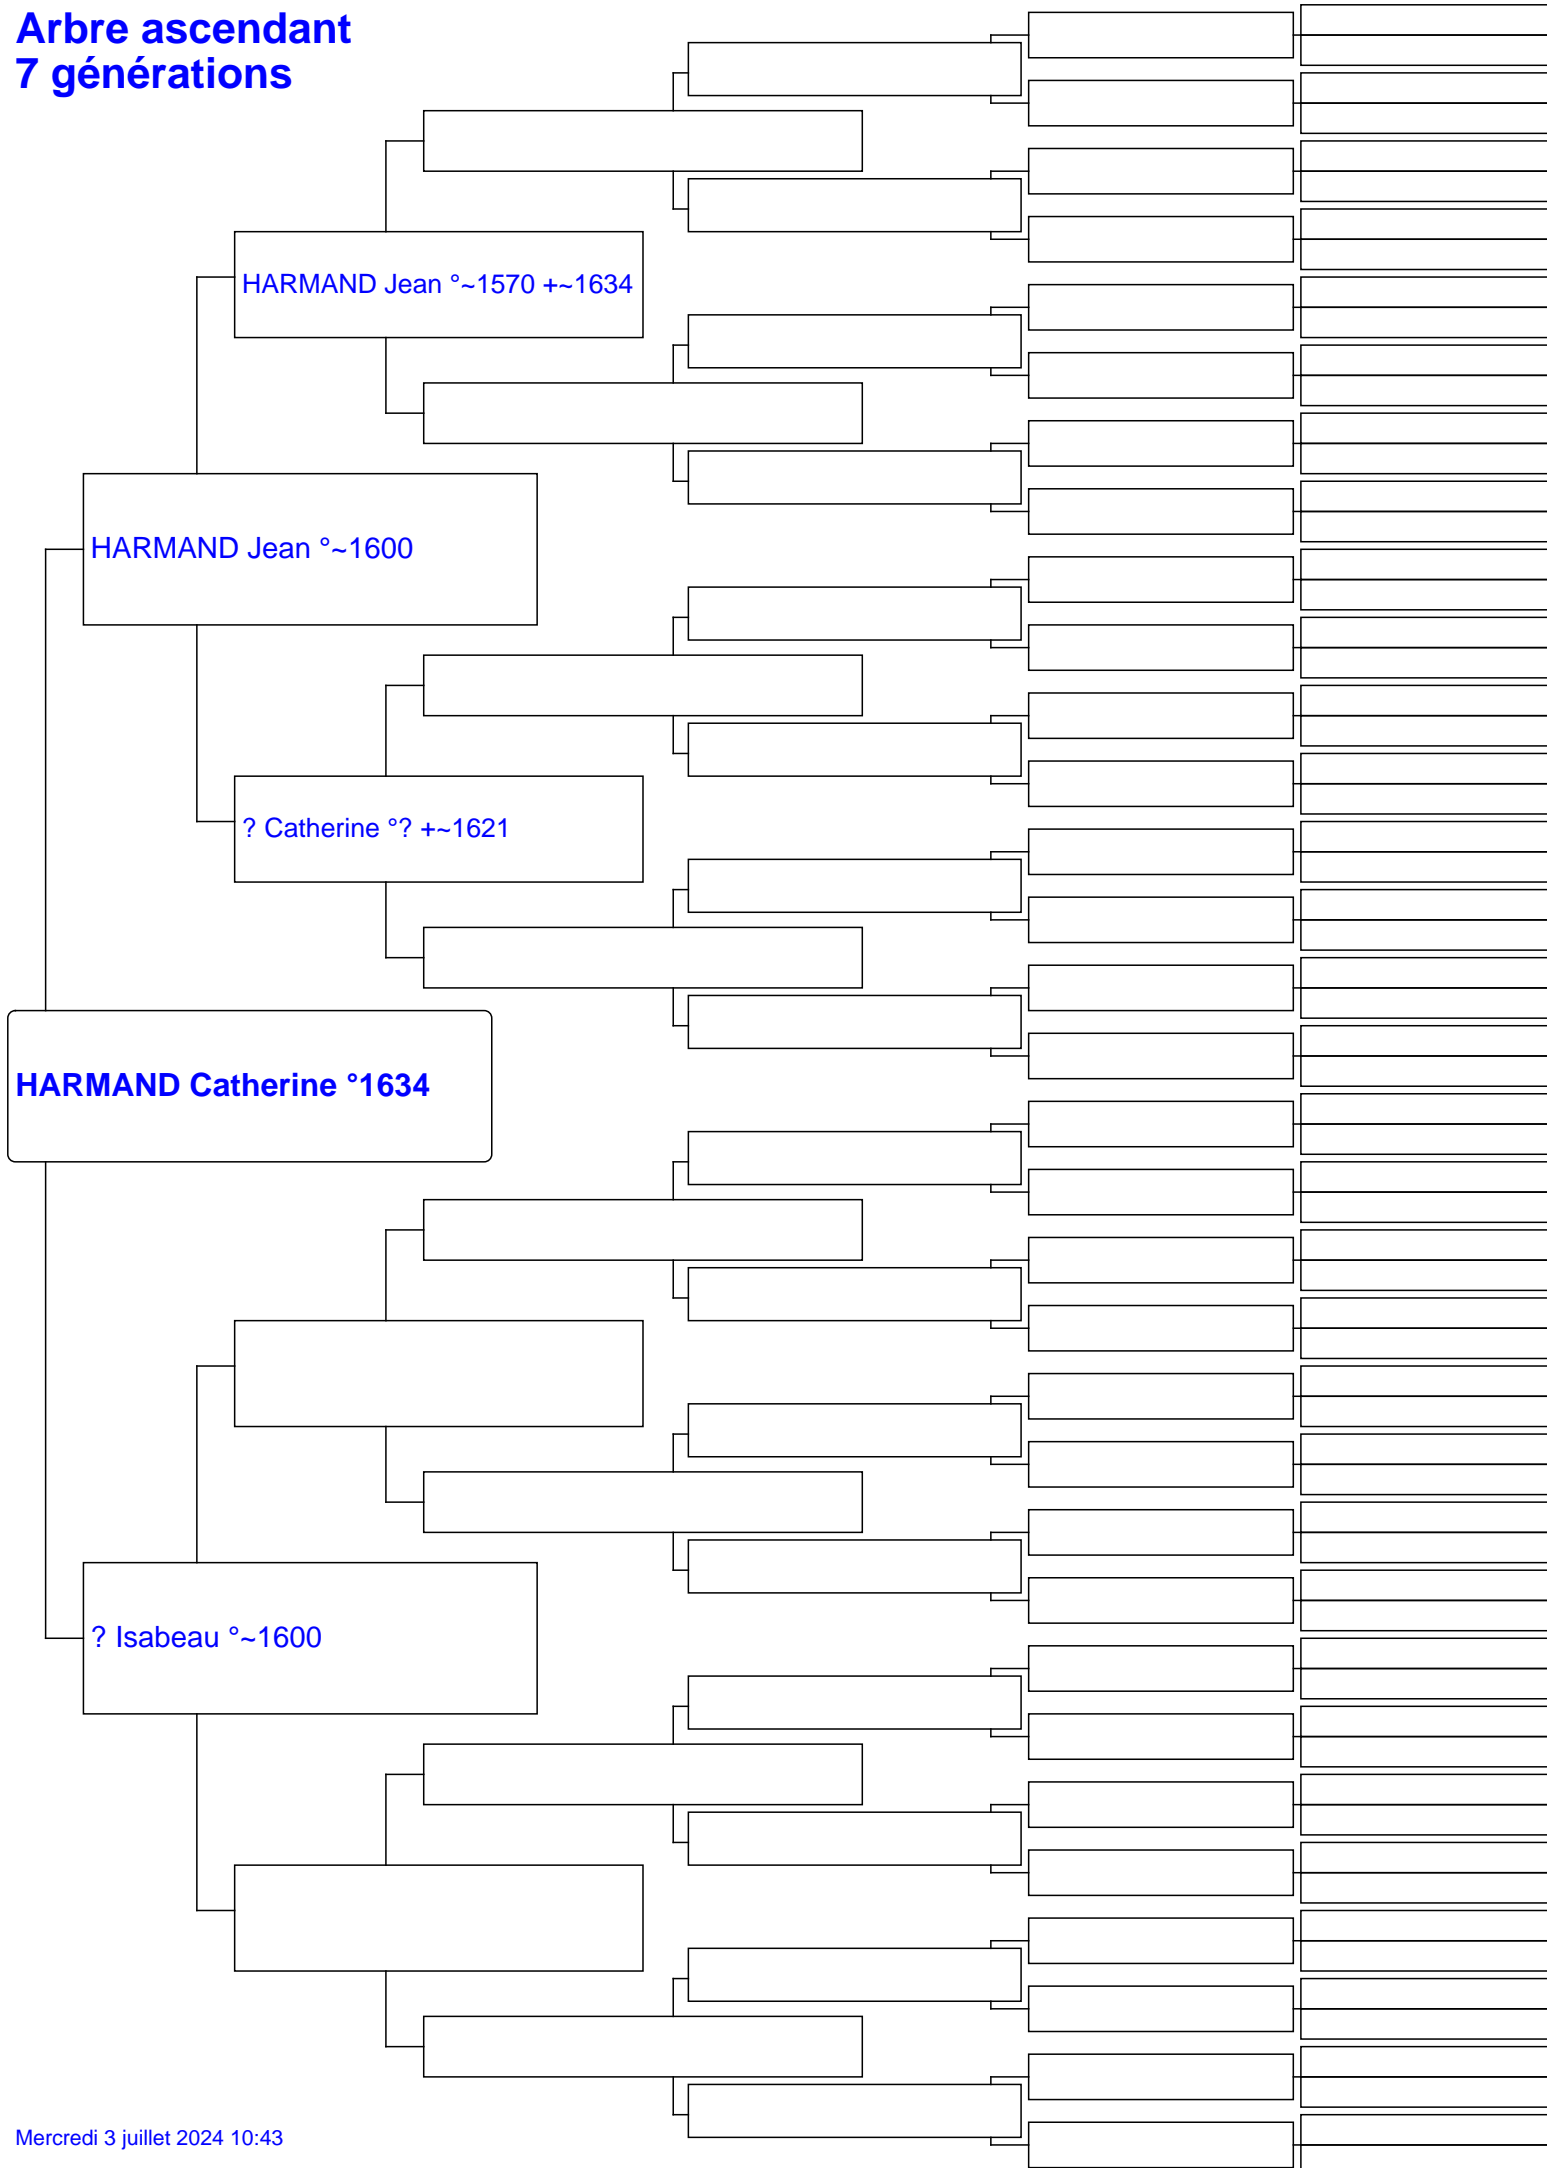 Arbre ascendant
7 générations
HARMAND Jean °~1570 +~1634
HARMAND Jean °~1600
? Catherine °? +~1621
HARMAND Catherine °1634
? Isabeau °~1600
Mercredi 3 juillet 2024 10:43